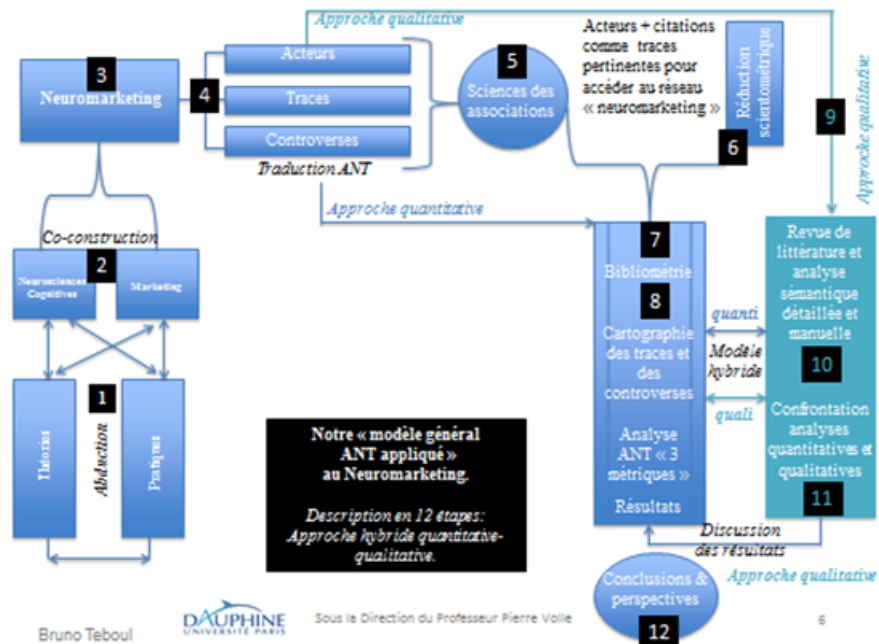 Approche qualitative
3
Neuromarketing
4
Acteurs
Traces
Controverses
Traduction ANT
5
Sciences des
associations
Acteurs + citations
comme traces
pertinentes pour
accéder au réseau
« neuromarketing »
Réduction
scientométrique
6
9
Approche qualitative
Approche quantitative
Co-construction
2
Neurosciences
Cognitives
Marketing
1
Théories
Abduction
Pratiques
7
Bibliométrie
8
Cartographie
des traces et
des
controverses
Analyse
ANT « 3
métriques »
Résultats
quanti
Modèle
hybride
quali
Revue de
littérature et
analyse
sémantique
détaillée et
manuelle
10
Confrontation
analyses
quantitatives et
qualitatives
11
Notre « modèle général
ANT appliqué »
au Neuromarketing.
Description en 12 étapes:
Approche hybride quantitative-
qualitative.
Discussion
des résultats
Approche qualitative
Conclusions &
perspectives
12
Bruno Teboul
DAUPHINE
UNIVERSITÉ PARIS
Sous la Direction du Professeur Pierre Volle
6